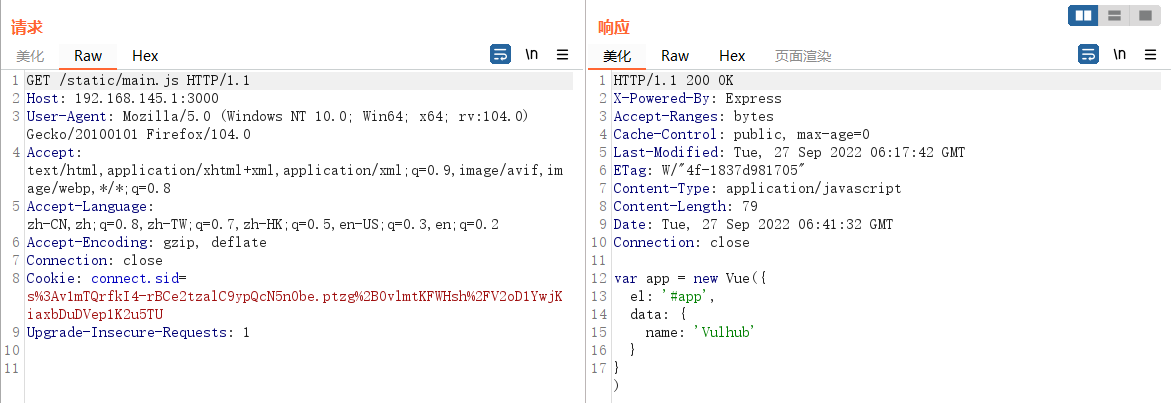 请求
美化 Raw Hex \n
1 GET /static/main.js HTTP/1.1
2 Host: 192.168.145.1:3000
3 User-Agent: Mozilla/5.0 (Windows NT 10.0; Win64; x64; rv:104.0)
Gecko/20100101 Firefox/104.0
4 Accept:
text/html,application/xhtml+xml,application/xml;q=0.9,image/avif,im
age/webp,*/*;q=0.8
5 Accept-Language:
zh-CN,zh;q=0.8,zh-TW;q=0.7,zh-HK;q=0.5,en-US;q=0.3,en;q=0.2
6 Accept-Encoding: gzip, deflate
7 Connection: close
8 Cookie: connect.sid=
s%3Av1mTQrfkI4-rBCe2tzalC9ypQcN5n0be.ptzg%2B0vlmtKFWHsh%2FV2oD1YwjK
iaxbDuDVep1K2u5TU
9 Upgrade-Insecure-Requests: 1
10
11
响应
美化 Raw Hex 页面渲染 \n
1 HTTP/1.1 200 OK
2 X-Powered-By: Express
3 Accept-Ranges: bytes
4 Cache-Control: public, max-age=0
5 Last-Modified: Tue, 27 Sep 2022 06:17:42 GMT
6 ETag: W/"4f-1837d981705"
7 Content-Type: application/javascript
8 Content-Length: 79
9 Date: Tue, 27 Sep 2022 06:41:32 GMT
10 Connection: close
11
12 var app = new Vue({
13 el: '#app',
14 data: {
15 name: 'Vulhub'
16 }
17 }
)